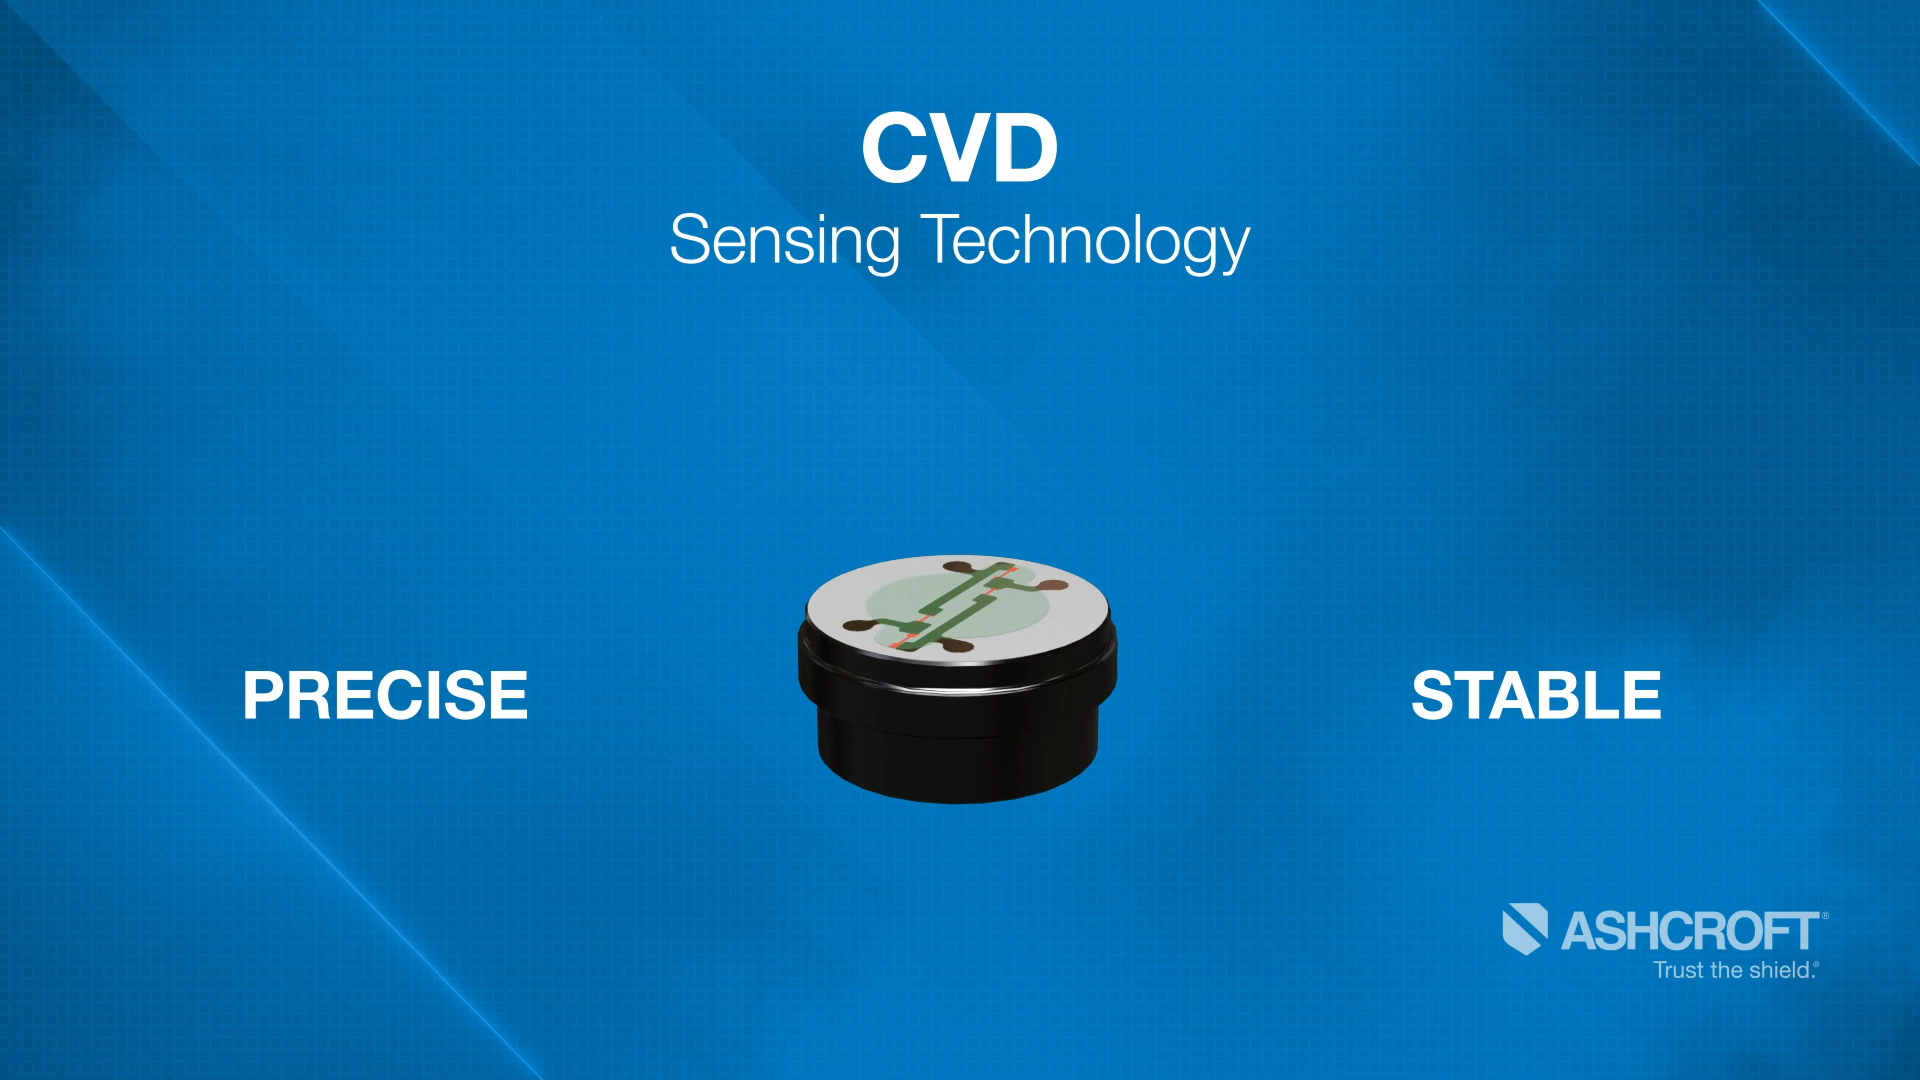 CVD
Sensing Technology
PRECISE
STABLE
ASHCROFT®
Trust the shield.®